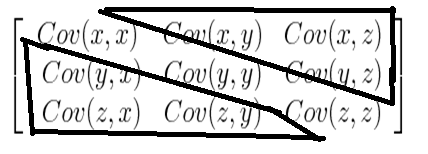 Cov(x, x) Cov(x, y) Cov(x, z)
Cov(y, x) Cov(y, y) Cov(y, z)
Cov(z, x) Cov(z, y) Cov(z, z)